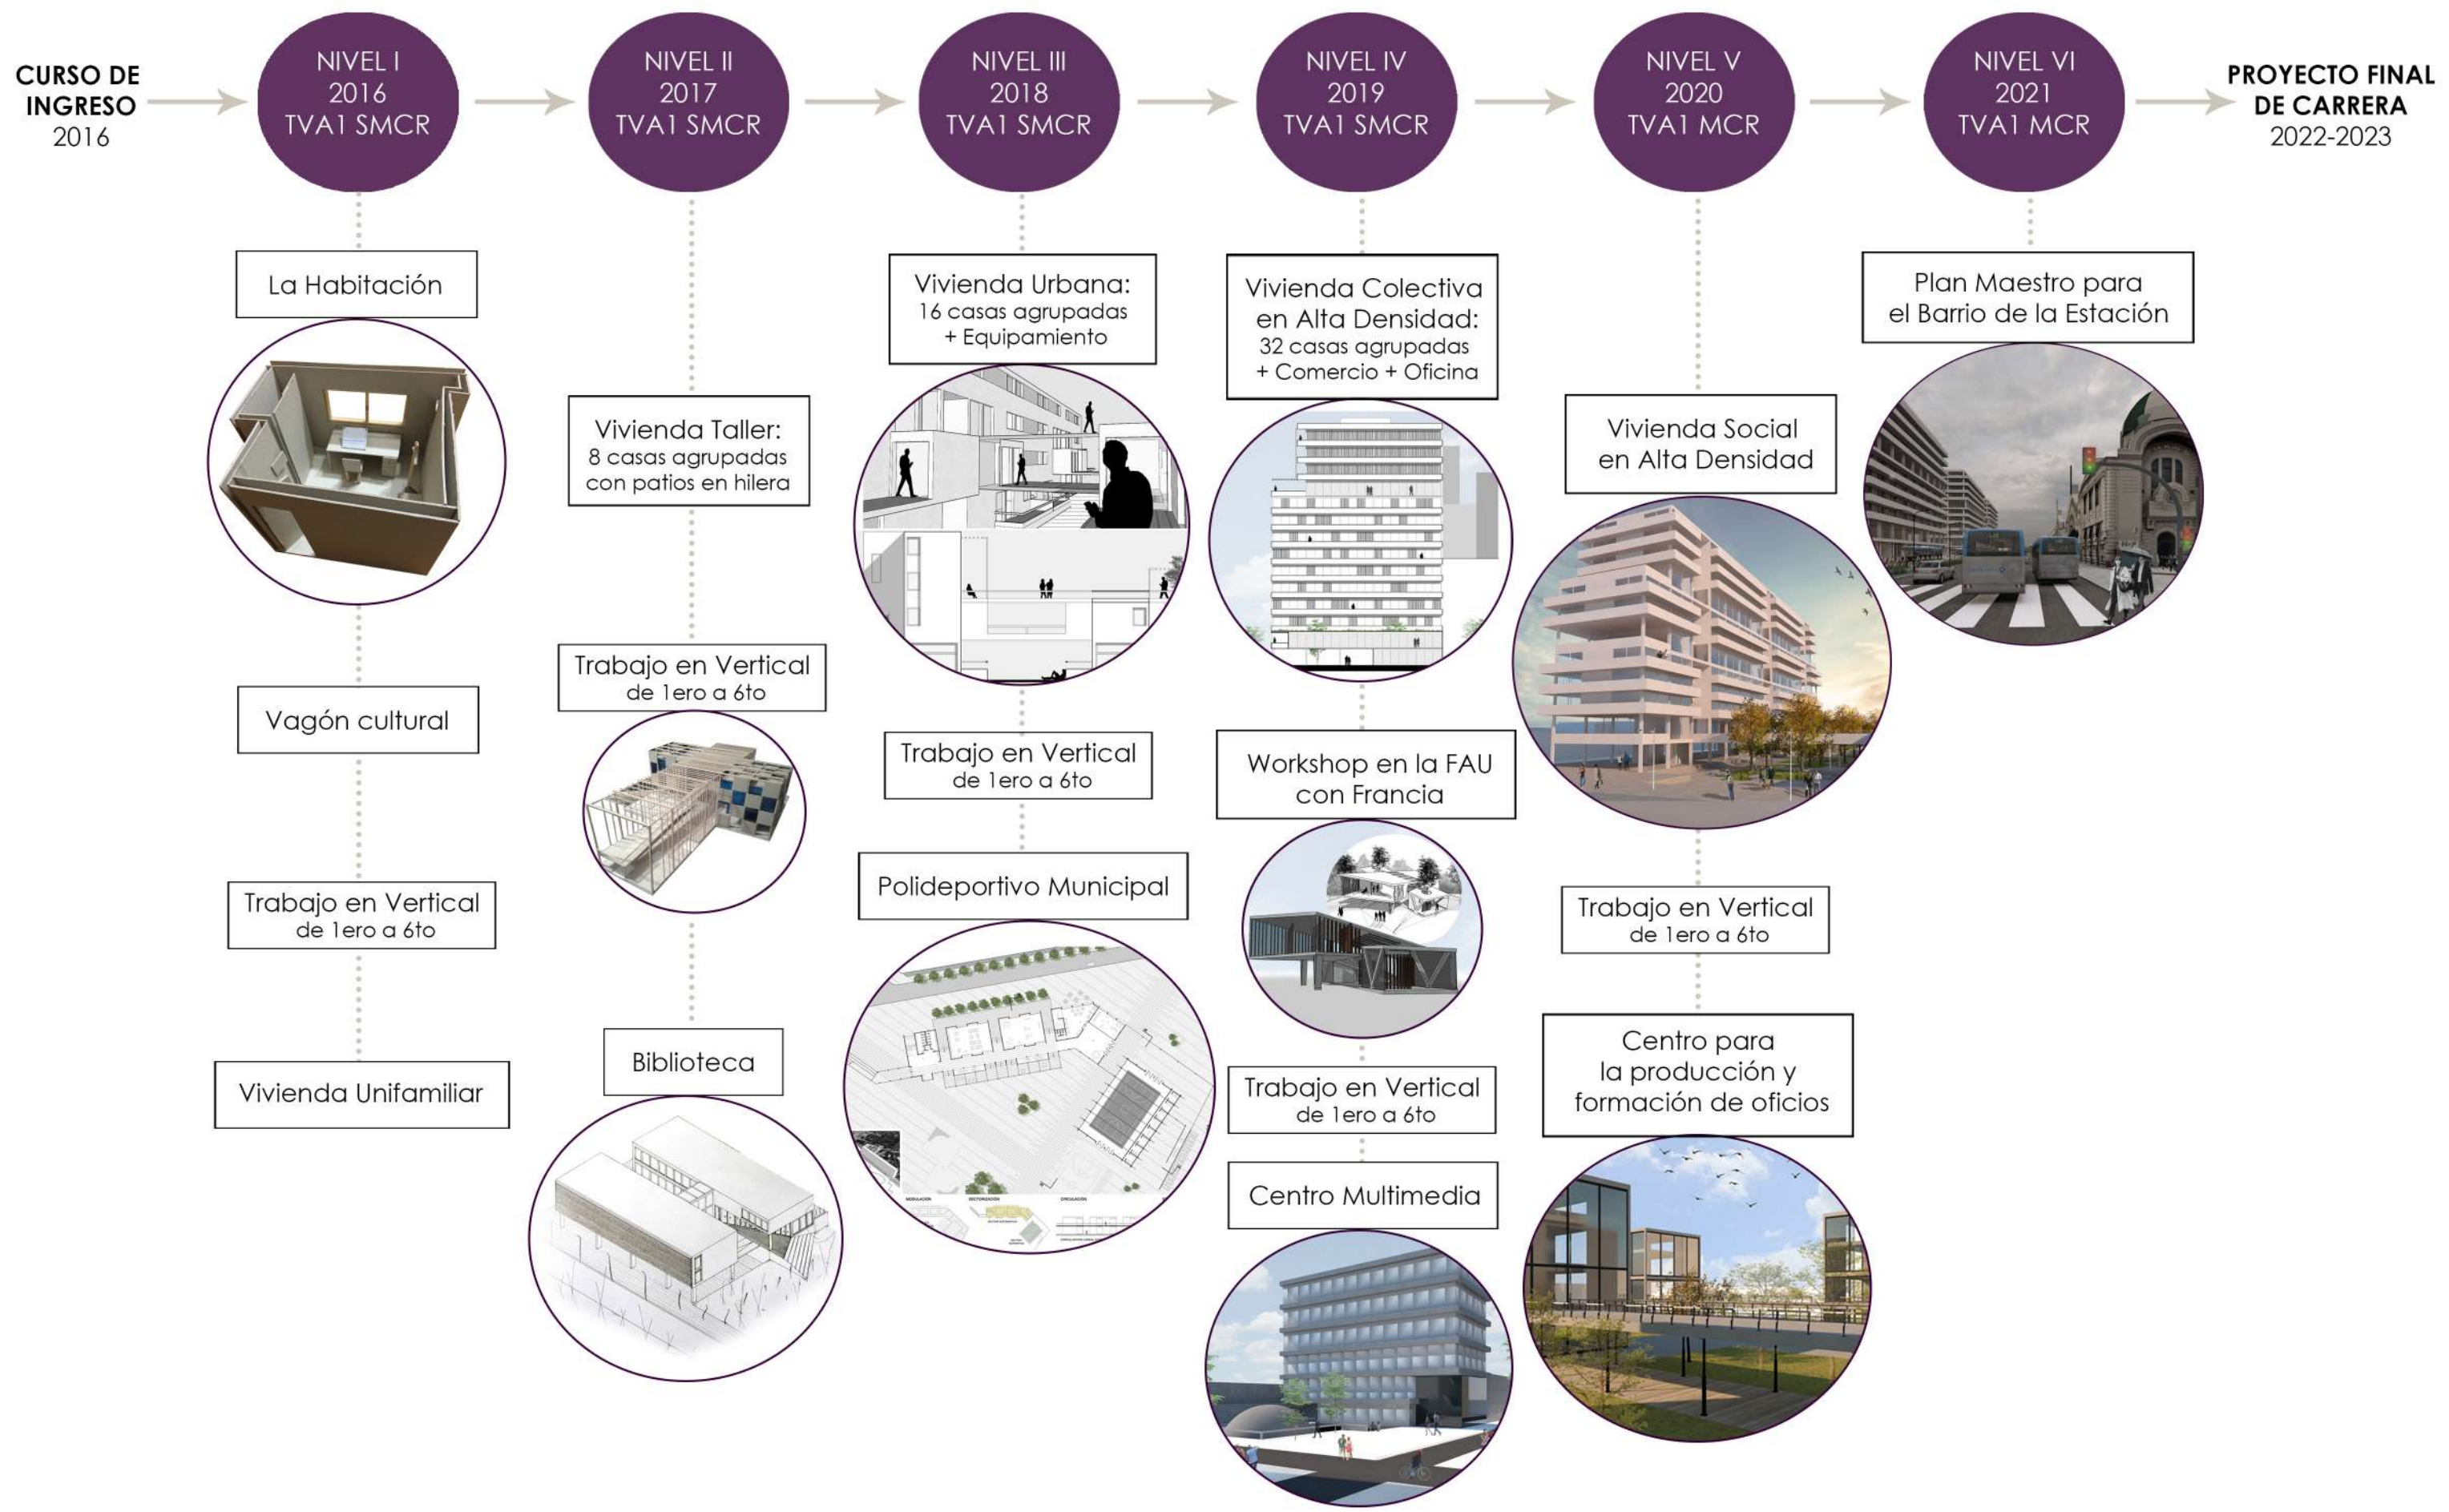 CURSO DE
INGRESO
2016
NIVEL I
2016
TVA1 SMCR
NIVEL II
2017
TVA1 SMCR
NIVEL III
2018
TVA1 SMCR
NIVEL IV
2019
TVA1 SMCR
NIVEL V
2020
TVA1 MCR
NIVEL VI
2021
TVA1 MCR
PROYECTO FINAL
DE CARRERA
2022-2023
La Habitación
Vagón cultural
Trabajo en Vertical
de 1ero a 6to
Vivienda Unifamiliar
Vivienda Taller:
8 casas agrupadas
con patios en hilera
Trabajo en Vertical
de 1ero a 6to
Biblioteca
Vivienda Urbana:
16 casas agrupadas
+ Equipamiento
Trabajo en Vertical
de 1ero a 6to
Polideportivo Municipal
MODULACIÓN
SECTORIZACIÓN
CIRCULACIÓN
Vivienda Colectiva
en Alta Densidad:
32 casas agrupadas
+ Comercio + Oficina
Workshop en la FAU
con Francia
Trabajo en Vertical
de 1ero a 6to
Centro Multimedia
Vivienda Social
en Alta Densidad
Trabajo en Vertical
de 1ero a 6to
Centro para
la producción y
formación de oficios
Plan Maestro para
el Barrio de la Estación